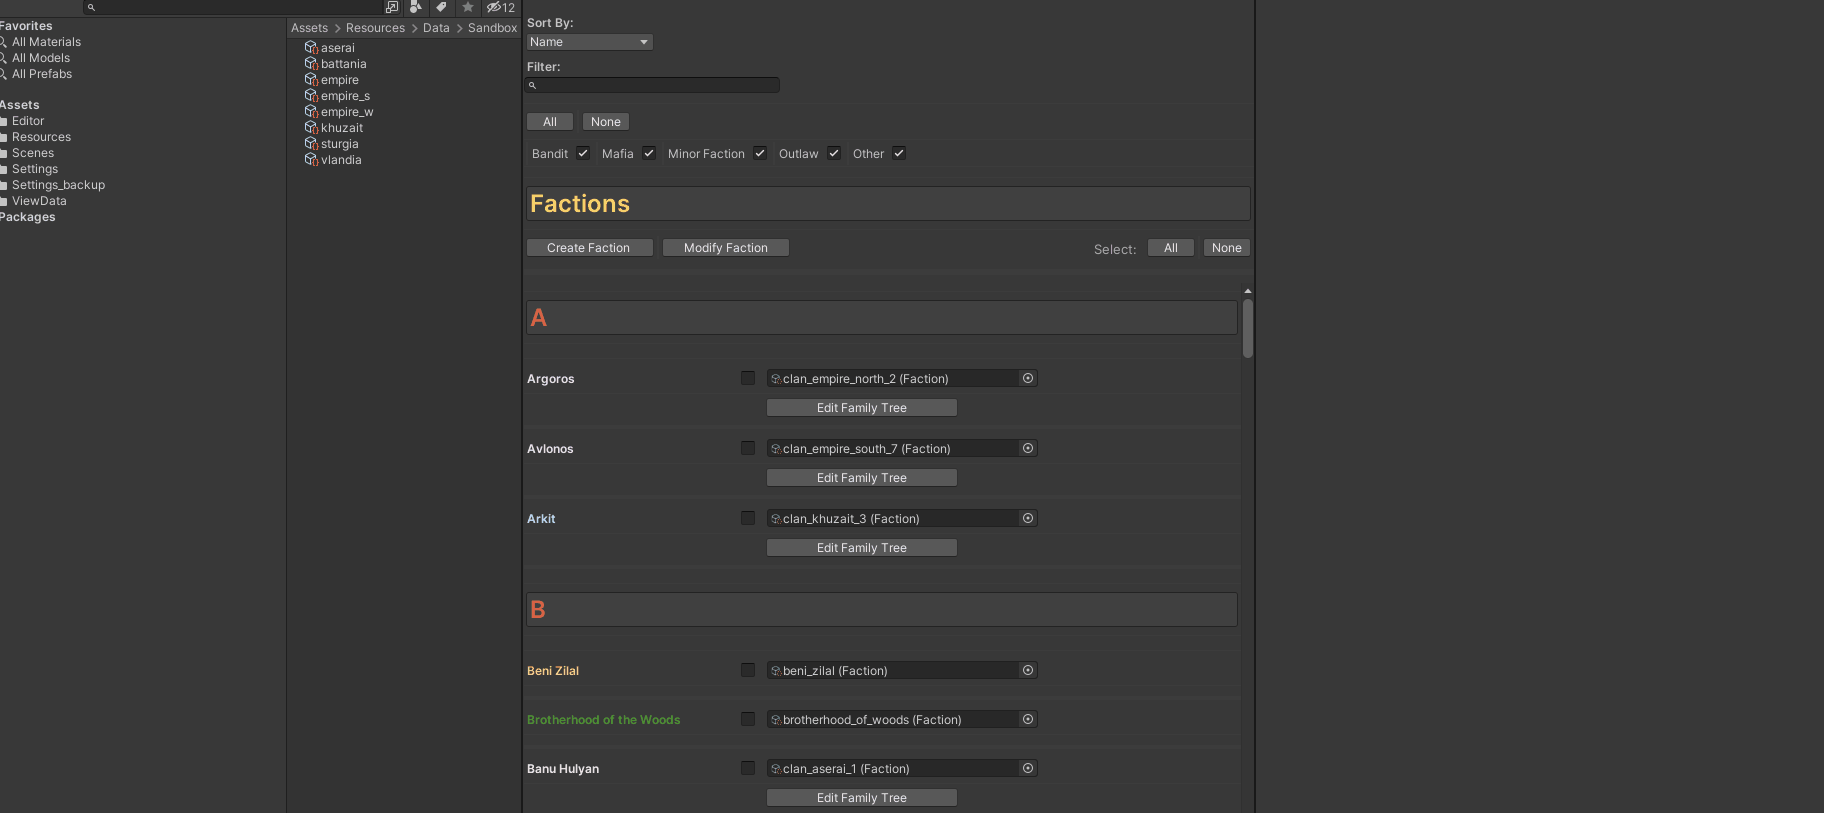 12
Favorites
All Materials
All Models
All Prefabs
Assets
Editor
Resources
Scenes
Settings
Settings_backup
ViewData
Packages
Assets > Resources > Data > Sandbox
aserai
battania
empire
empire_s
empire_w
khuzait
sturgia
vlandia
Sort By:
Name
Filter:
All None
Bandit Mafia Minor Faction Outlaw Other
Factions
Create Faction Modify Faction Select: All None
A
Argoros clan_empire_north_2 (Faction)
Edit Family Tree
Avlonos clan_empire_south_7 (Faction)
Edit Family Tree
Arkit clan_khuzait_3 (Faction)
Edit Family Tree
B
Beni Zilal beni_zilal (Faction)
Brotherhood of the Woods brotherhood_of_woods (Faction)
Banu Hulyan clan_aserai_1 (Faction)
Edit Family Tree